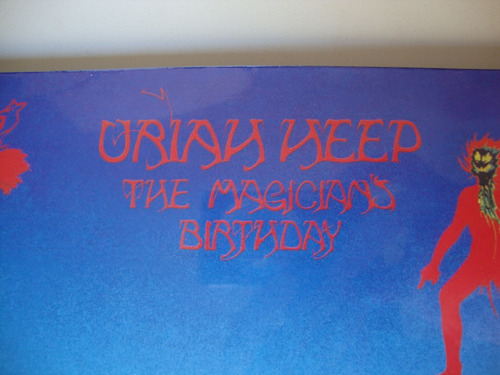 URIAH HEEP
THE MAGICIAN'S
BIRTHDAY